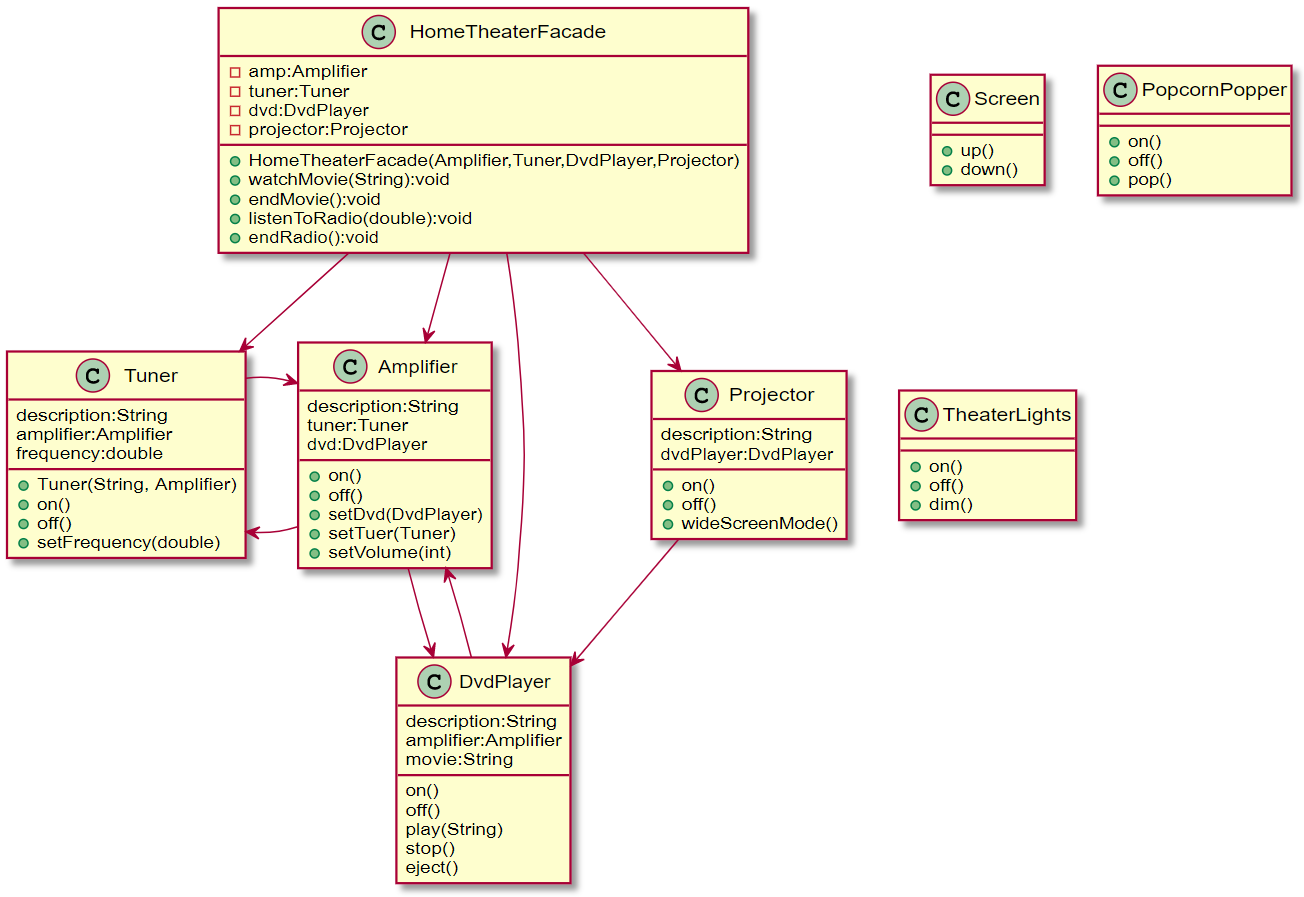 C HomeTheaterFacade
amp:Amplifier
tuner:Tuner
dvd:DvdPlayer
projector:Projector
HomeTheaterFacade(Amplifier,Tuner,DvdPlayer,Projector)
watchMovie(String):void
endMovie():void
listenToRadio(double):void
endRadio():void
C Screen
up()
down()
C PopcornPopper
on()
off()
pop()
C Tuner
description:String
amplifier:Amplifier
frequency:double
Tuner(String, Amplifier)
on()
off()
setFrequency(double)
C Amplifier
description:String
tuner:Tuner
dvd:DvdPlayer
on()
off()
setDvd(DvdPlayer)
setTuer(Tuner)
setVolume(int)
C Projector
description:String
dvdPlayer:DvdPlayer
on()
off()
wideScreenMode()
C TheaterLights
on()
off()
dim()
C DvdPlayer
description:String
amplifier:Amplifier
movie:String
on()
off()
play(String)
stop()
eject()